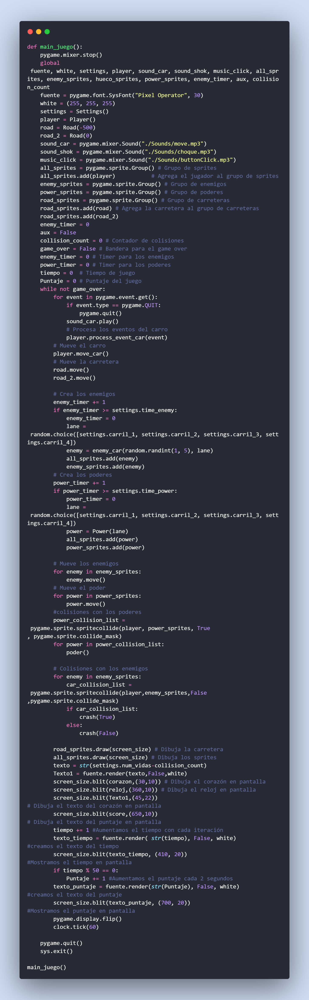 def main_juego():
    pygame.mixer.stop()
    global
 fuente, white, settings, player, sound_car, sound_shok, music_click, all_spr
ites, enemy_sprites, hueco_sprites, power_sprites, enemy_timer, aux, collisio
n_count
    fuente = pygame.font.SysFont("Pixel Operator", 30)
    white = (255, 255, 255)
    settings = Settings()
    player = Player()
    road = Road(-500)
    road_2 = Road(0)
    sound_car = pygame.mixer.Sound("./Sounds/move.mp3")
    sound_shok = pygame.mixer.Sound("./Sounds/choque.mp3")
    music_click = pygame.mixer.Sound("./Sounds/buttonClick.mp3")
    all_sprites = pygame.sprite.Group() # Grupo de sprites
    all_sprites.add(player)           # Agrega el jugador al grupo de sprites
    enemy_sprites = pygame.sprite.Group() # Grupo de enemigos
    power_sprites = pygame.sprite.Group() # Grupo de poderes
    road_sprites = pygame.sprite.Group() # Grupo de carreteras
    road_sprites.add(road) # Agrega la carretera al grupo de carreteras
    road_sprites.add(road_2)
    enemy_timer = 0
    aux = False
    collision_count = 0 # Contador de colisiones
    game_over = False # Bandera para el game over
    enemy_timer = 0 # Timer para los enemigos
    power_timer = 0 # Timer para los poderes
    tiempo = 0  # Tiempo de juego
    Puntaje = 0 # Puntaje del juego
    while not game_over:
        for event in pygame.event.get():
            if event.type == pygame.QUIT:
                pygame.quit()
            sound_car.play()
            # Procesa los eventos del carro
            player.process_event_car(event)
        # Mueve el carro
        player.move_car()
        # Mueve la carretera
        road.move()
        road_2.move()

        # Crea los enemigos
        enemy_timer += 1
        if enemy_timer >= settings.time_enemy:
            enemy_timer = 0
            lane =
 random.choice([settings.carril_1, settings.carril_2, settings.carril_3, sett
ings.carril_4])
            enemy = enemy_car(random.randint(1, 5), lane)
            all_sprites.add(enemy)
            enemy_sprites.add(enemy)
        # Crea los poderes
        power_timer += 1
        if power_timer >= settings.time_power:
            power_timer = 0
            lane =
 random.choice([settings.carril_1, settings.carril_2, settings.carril_3, sett
ings.carril_4])
            power = Power(lane)
            all_sprites.add(power)
            power_sprites.add(power)

        # Mueve los enemigos
        for enemy in enemy_sprites:
            enemy.move()
        # Mueve el poder
        for power in power_sprites:
            power.move()
        #colisiones con los poderes
        power_collision_list =
 pygame.sprite.spritecollide(player, power_sprites, True
, pygame.sprite.collide_mask)
        for power in power_collision_list:
            poder()

        # Colisiones con los enemigos
        for enemy in enemy_sprites:
            car_collision_list =
 pygame.sprite.spritecollide(player,enemy_sprites,False
,pygame.sprite.collide_mask)
            if car_collision_list:
                crash(True)
            else:
                crash(False)

        road_sprites.draw(screen_size) # Dibuja la carretera
        all_sprites.draw(screen_size) # Dibuja los sprites
        texto = str(settings.num_vidas-collision_count)
        Texto1 = fuente.render(texto,False,white)
        screen_size.blit(corazon,(30,10)) # Dibuja el corazón en pantalla
        screen_size.blit(reloj,(360,10)) # Dibuja el reloj en pantalla
        screen_size.blit(Texto1,(45,22))
# Dibuja el texto del corazón en pantalla
        screen_size.blit(score,(650,10))
# Dibuja el texto del puntaje en pantalla
        tiempo += 1 #Aumentamos el tiempo con cada iteración
        texto_tiempo = fuente.render( str(tiempo), False, white)
#creamos el texto del tiempo
        screen_size.blit(texto_tiempo, (410, 20))
#Mostramos el tiempo en pantalla
        if tiempo % 50 == 0:
            Puntaje += 1 #Aumentamos el puntaje cada 2 segundos
        texto_puntaje = fuente.render(str(Puntaje), False, white)
#creamos el texto del puntaje
        screen_size.blit(texto_puntaje, (700, 20))
#Mostramos el puntaje en pantalla
        pygame.display.flip()
        clock.tick(60)

    pygame.quit()
    sys.exit()

main_juego()